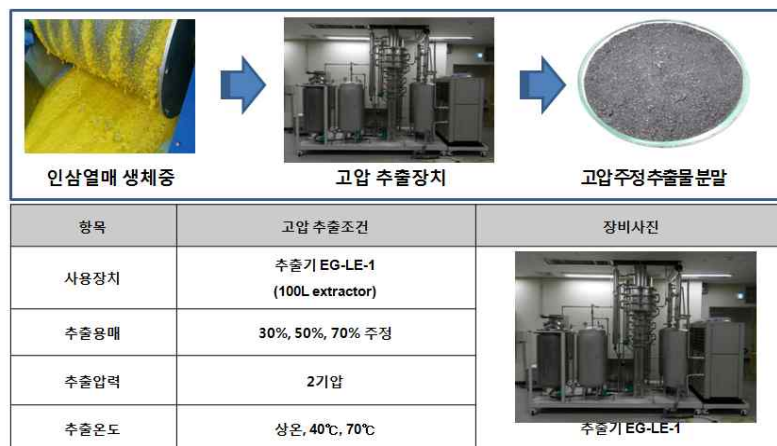 인삼열매 생체중
고압 추출장치
고압주정추출물분말
항목
고압 추출조건
장비사진
사용장치
추출기 EG-LE-1
(100L extractor)
추출용매
30%, 50%, 70% 주정
추출압력
2기압
추출온도
상온, 40℃, 70℃
추출기 EG-LE-1